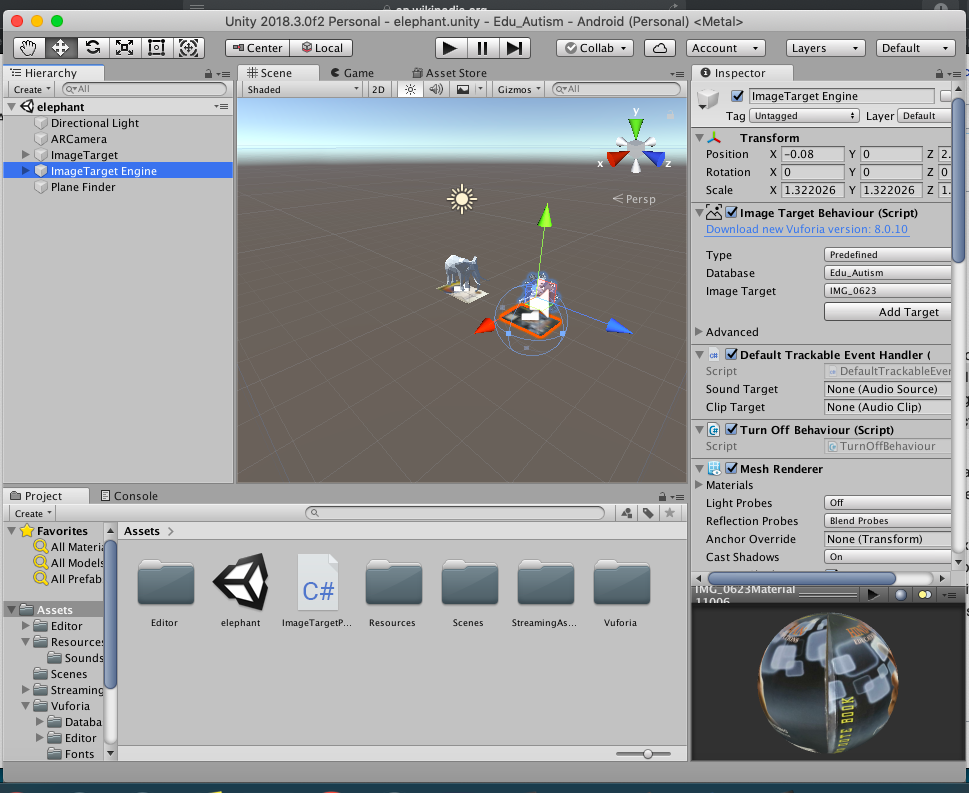 en.wikipedia.org
Unity 2018.3.0f2 Personal - elephant.unity - Edu_Autism - Android (Personal) <Metal>
Center Local Collab Account Layers Default
Hierarchy
Create All
elephant
Directional Light
ARCamera
ImageTarget
ImageTarget Engine
Plane Finder
Scene Game Asset Store
Shaded 2D Gizmos All
y
x z
Persp
Inspector
ImageTarget Engine
Tag Untagged Layer Default
Transform
Position X -0.08 Y 0 Z 2.
Rotation X 0 Y 0 Z 0
Scale X 1.322026 Y 1.322026 Z 1.
Image Target Behaviour (Script)
Download new Vuforia version: 8.0.10
Type Predefined
Database Edu_Autism
Image Target IMG_0623
Add Target
Advanced
Default Trackable Event Handler (
Script DefaultTrackableEver
Sound Target None (Audio Source)
Clip Target None (Audio Clip)
Turn Off Behaviour (Script)
Script TurnOffBehaviour
Mesh Renderer
Materials
Light Probes Off
Reflection Probes Blend Probes
Anchor Override None (Transform)
Cast Shadows On
IMG_0623Material
11006
Project Console
Create
Favorites
All Materia
All Models
All Prefab
Assets
Editor
Resources
Sounds
Scenes
Streaming
Vuforia
Databa
Editor
Fonts
Assets
C#
Editor elephant ImageTargetP... Resources Scenes StreamingAs... Vuforia